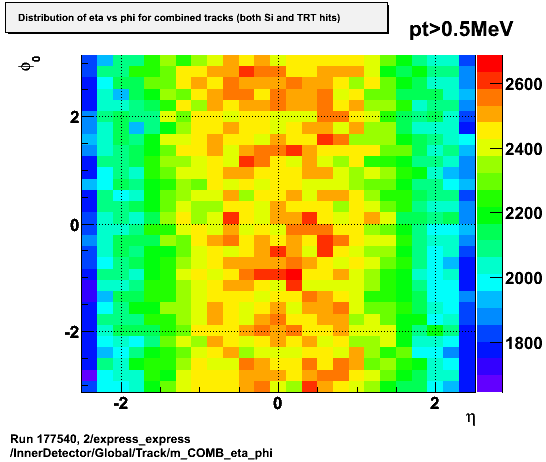 Distribution of eta vs phi for combined tracks (both Si and TRT hits)
pt>0.5MeV
ϕ₀
2
0
-2
-2
0
2
η
2600
2400
2200
2000
1800
Run 177540, 2/express_express
/InnerDetector/Global/Track/m_COMB_eta_phi